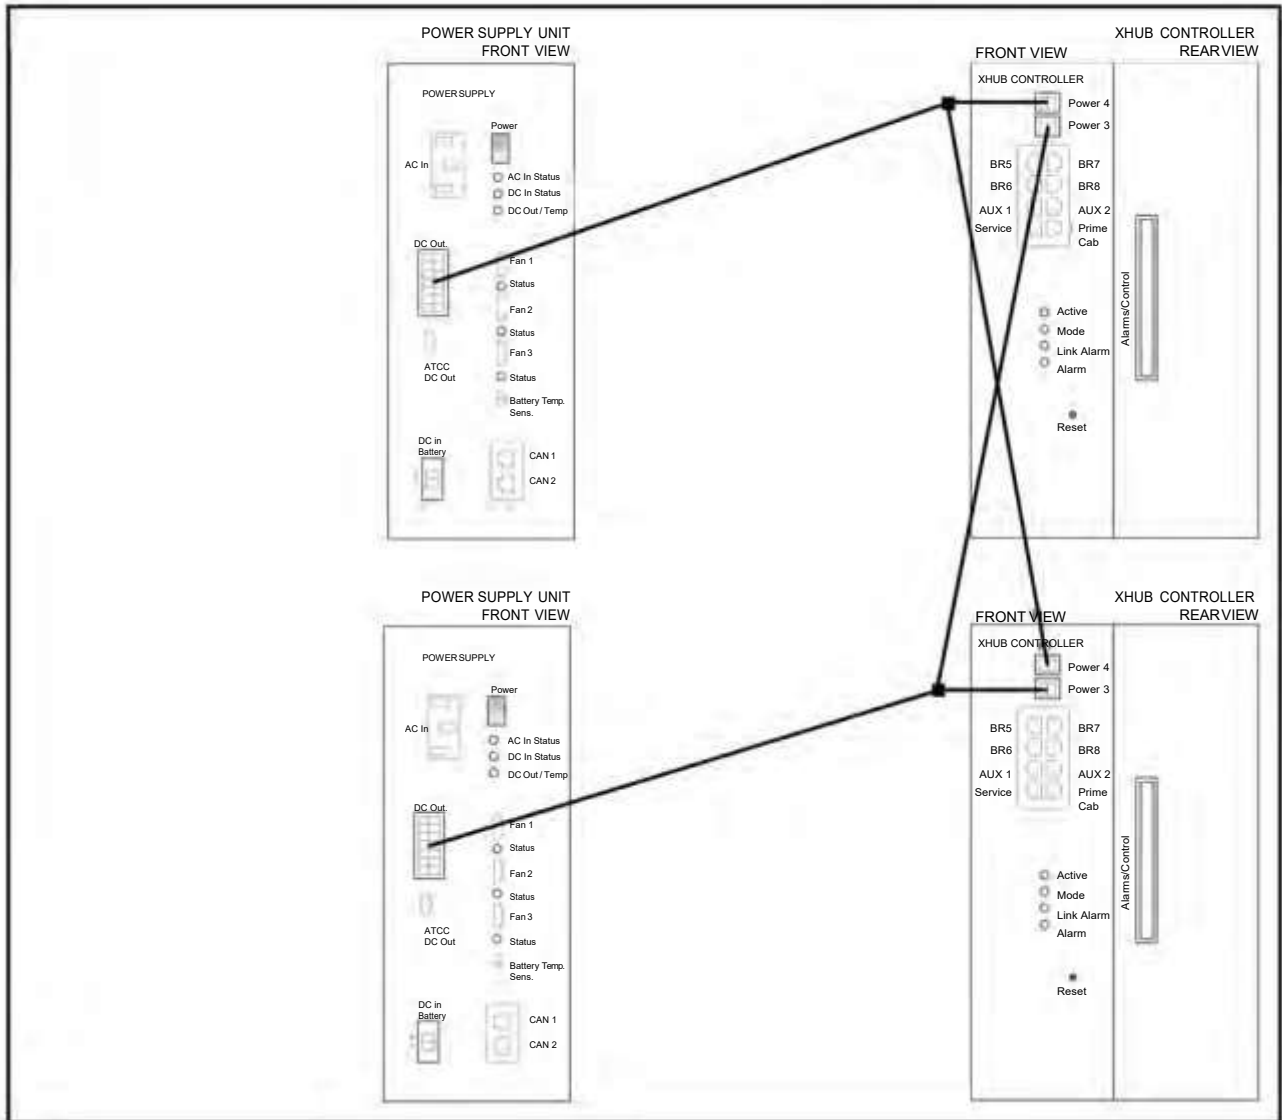 POWER SUPPLY UNIT
FRONT VIEW
POWER SUPPLY
Power
AC In
AC In Status
DC In Status
DC Out / Temp
DC Out.
Fan 1
Status
Fan 2
Status
Fan 3
ATCC
DC Out
Status
Battery Temp.
Sens.
DC in
Battery
CAN 1
CAN 2
XHUB CONTROLLER
REAR VIEW
FRONT VIEW
XHUB CONTROLLER
Power 4
Power 3
BR5 BR7
BR6 BR8
AUX 1 AUX 2
Service Prime
Cab
Active
Mode
Link Alarm
Alarm
Reset
Alarms/Control
POWER SUPPLY UNIT
FRONT VIEW
POWER SUPPLY
Power
AC In
AC In Status
DC In Status
DC Out / Temp
DC Out.
Fan 1
Status
Fan 2
Status
Fan 3
ATCC
DC Out
Status
Battery Temp.
Sens.
DC in
Battery
CAN 1
CAN 2
XHUB CONTROLLER
REAR VIEW
FRONT VIEW
XHUB CONTROLLER
Power 4
Power 3
BR5 BR7
BR6 BR8
AUX 1 AUX 2
Service Prime
Cab
Active
Mode
Link Alarm
Alarm
Reset
Alarms/Control